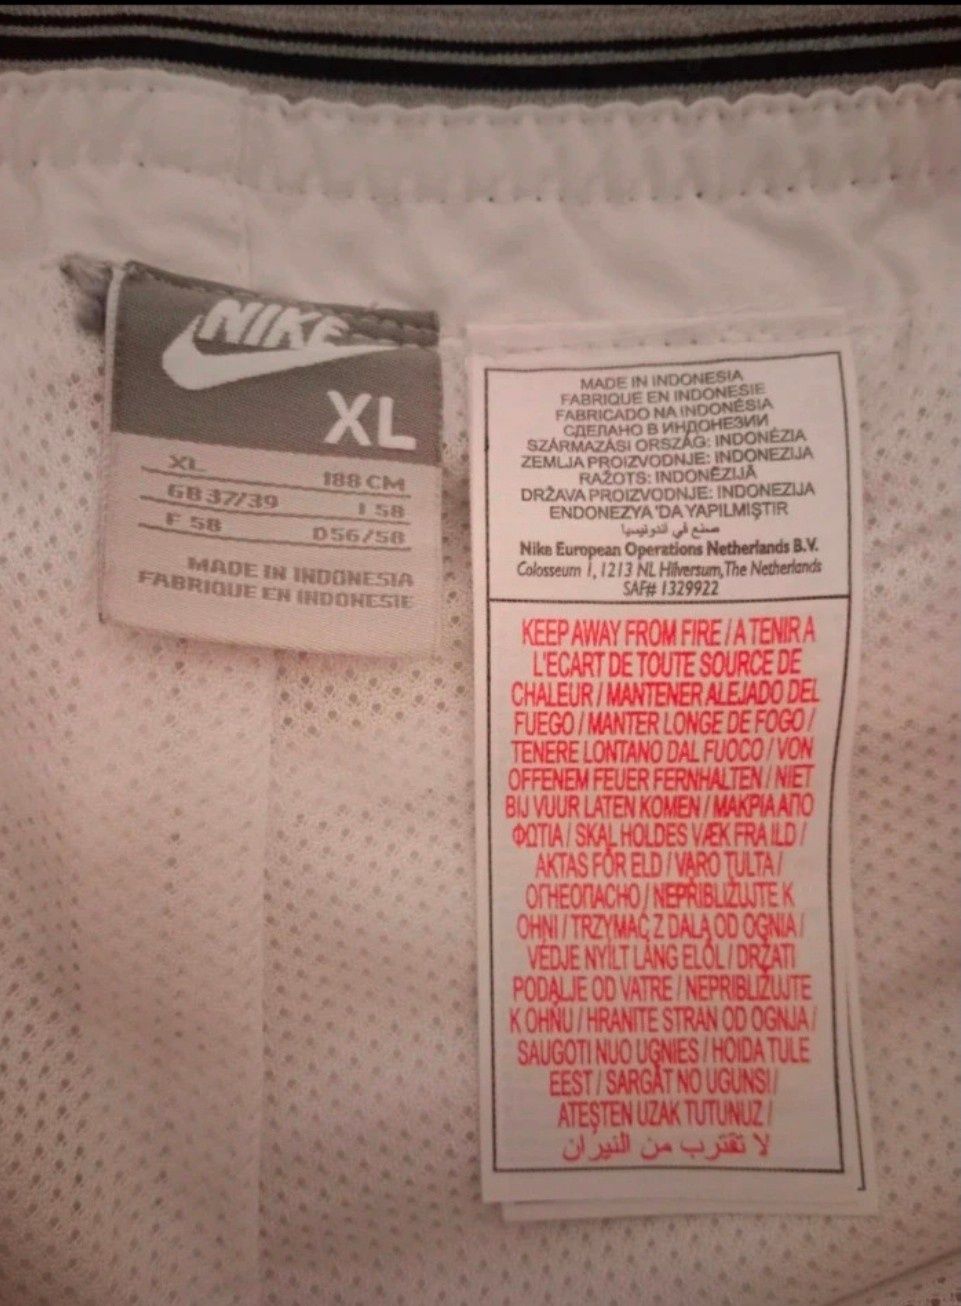 NIKE
XL
XL 188 CM
GB 37/39 I 58
F 58 D56/58
MADE IN INDONESIA
FABRIQUE EN INDONESIE
MADE IN INDONESIA
FABRIQUE EN INDONESIE
FABRICADO NA INDONÉSIA
СДЕЛАНО В ИНДОНЕЗИИ
SZÁRMAZÁSI ORSZÁG: INDONÉZIA
ZEMLJA PROIZVODNJE: INDONEZIJA
RAŽOTS: INDONĒZIJĀ
DRŽAVA PROIZVODNJE: INDONEZIJA
ENDONEZYA 'DA YAPILMIŞTIR
صنع في اندونيسيا
Nike European Operations Netherlands B.V.
Colosseum 1, 1213 NL Hilversum, The Netherlands
SAF# 1329922
KEEP AWAY FROM FIRE / A TENIR A
L'ECART DE TOUTE SOURCE DE
CHALEUR / MANTENER ALEJADO DEL
FUEGO / MANTER LONGE DE FOGO /
TENERE LONTANO DAL FUOCO / VON
OFFENEM FEUER FERNHALTEN / NIET
BIJ VUUR LATEN KOMEN / ΜΑΚΡΙΑ ΑΠΟ
ΦΩΤΙΑ / SKAL HOLDES VÆK FRA ILD /
AKTAS FÖR ELD / VARO TULTA /
ОГНЕОПАСНО / NEPŘIBLIŽUJTE K
OHNI / TRZYMAĆ Z DALA OD OGNIA /
VÉDJE NYÍLT LÁNG ELŐL / DRŽATI
PODALJE OD VATRE / NEPRIBLIŽUJTE
K OHŇU / HRANITE STRAN OD OGNJA /
SAUGOTI NUO UGNIES / HOIDA TULE
EEST / SARGĀT NO UGUNS! /
ATEŞTEN UZAK TUTUNUZ /
لا تقترب من النيران